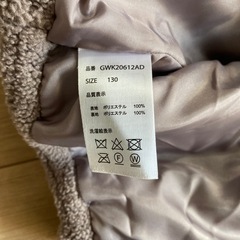 品番 GWK20612AD
SIZE 130
品質表示
表地 ポリエステル 100%
裏地 ポリエステル 100%
洗濯絵表示